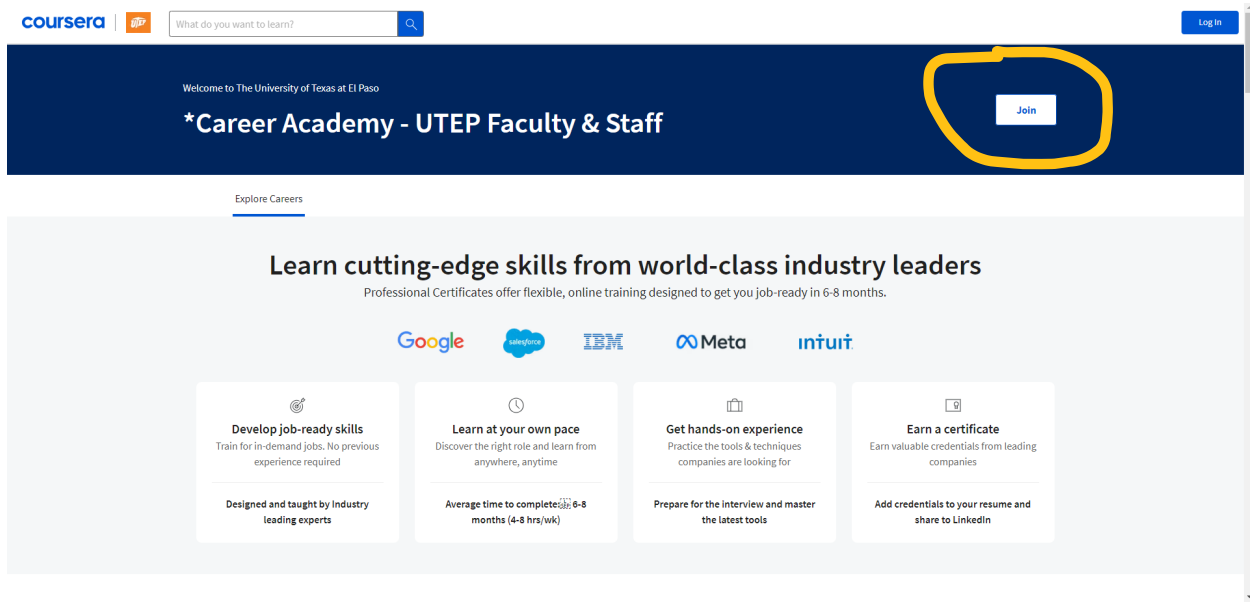 coursera
UTEP
What do you want to learn?
Log In
Welcome to The University of Texas at El Paso
*Career Academy - UTEP Faculty & Staff
Join
Explore Careers
Learn cutting-edge skills from world-class industry leaders
Professional Certificates offer flexible, online training designed to get you job-ready in 6-8 months.
Google
salesforce
IBM
Meta
intuit
Develop job-ready skills
Train for in-demand jobs. No previous
experience required
Designed and taught by Industry
leading experts
Learn at your own pace
Discover the right role and learn from
anywhere, anytime
Average time to complete: 6-8
months (4-8 hrs/wk)
Get hands-on experience
Practice the tools & techniques
companies are looking for
Prepare for the interview and master
the latest tools
Earn a certificate
Earn valuable credentials from leading
companies
Add credentials to your resume and
share to LinkedIn